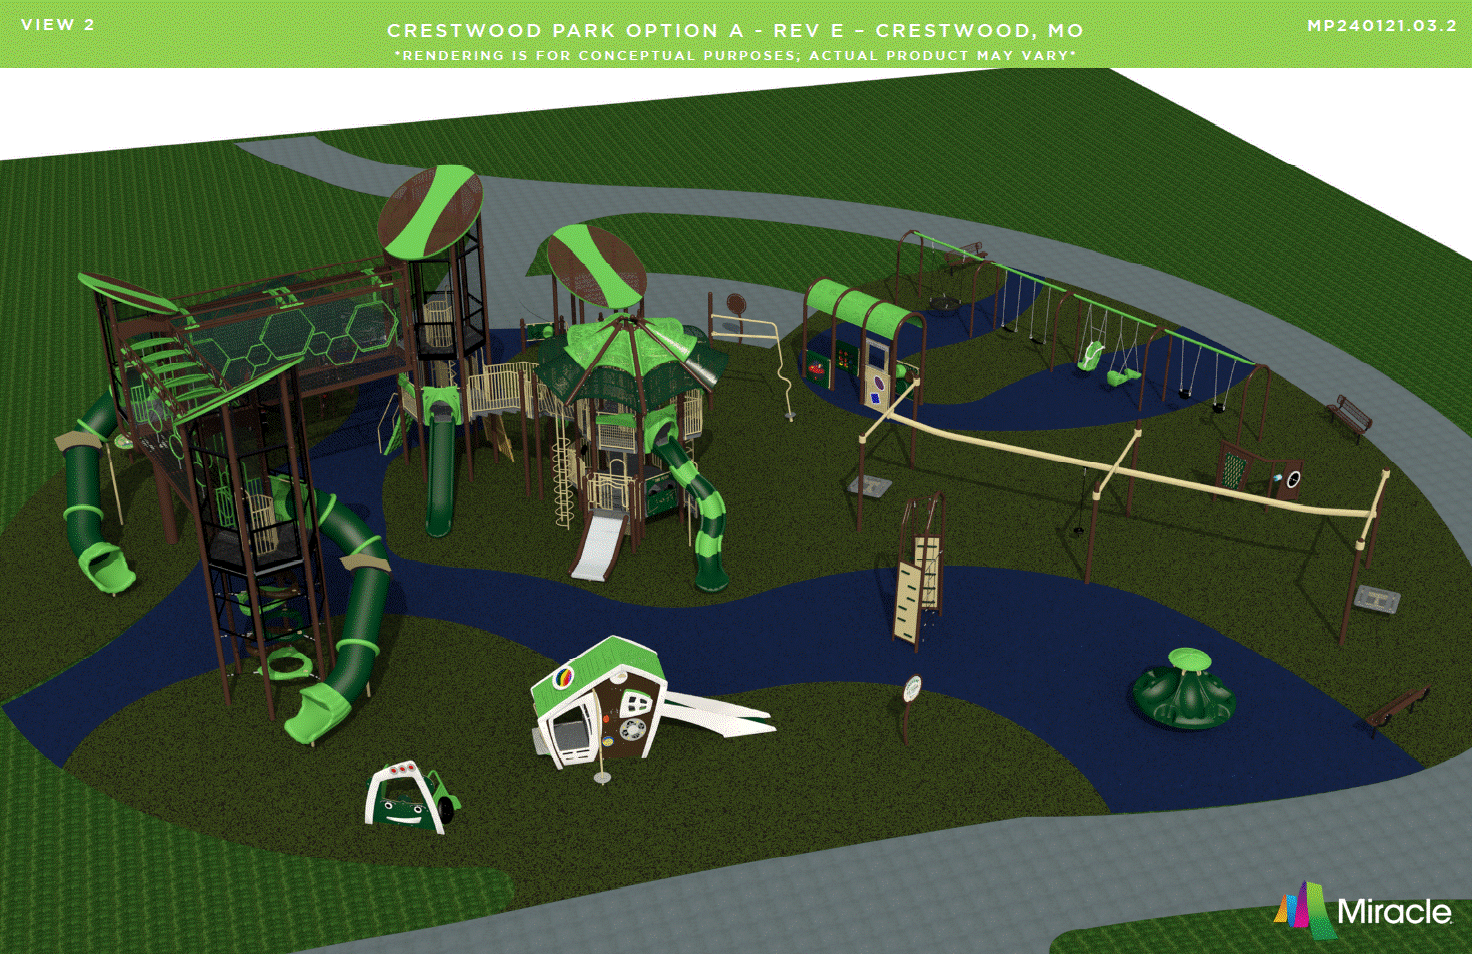 VIEW 2
CRESTWOOD PARK OPTION A - REV E – CRESTWOOD, MO
*RENDERING IS FOR CONCEPTUAL PURPOSES; ACTUAL PRODUCT MAY VARY*
MP240121.03.2
Miracle